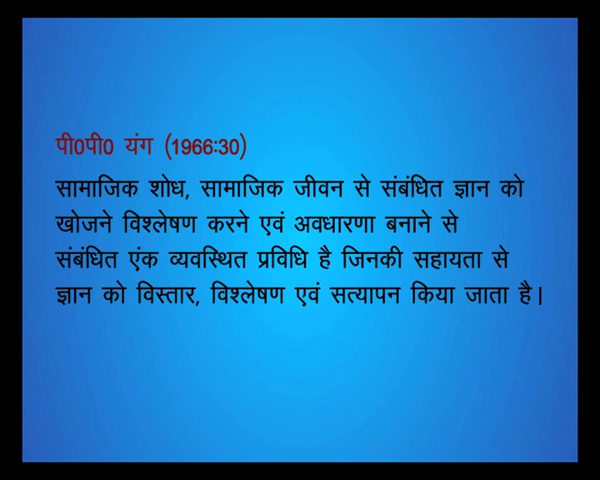 पी0पी0 यंग (1966:30)
सामाजिक शोध, सामाजिक जीवन से संबंधित ज्ञान को
खोजने विश्लेषण करने एवं अवधारणा बनाने से
संबंधित एंक व्यवस्थित प्रविधि है जिनकी सहायता से
ज्ञान को विस्तार, विश्लेषण एवं सत्यापन किया जाता है।